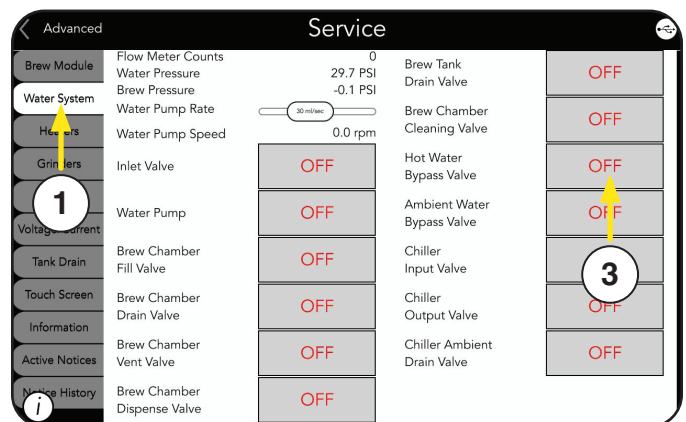 Advanced
Service
Brew Module
Water System
Heaters
Grinders
Tank Drain
Touch Screen
Information
Active Notices
Notice History
i
1
Flow Meter Counts 0
Water Pressure 29.7 PSI
Brew Pressure -0.1 PSI
Water Pump Rate 30 ml/sec
Water Pump Speed 0.0 rpm
Inlet Valve OFF
Water Pump OFF
Brew Chamber
Fill Valve OFF
Brew Chamber
Drain Valve OFF
Brew Chamber
Vent Valve OFF
Brew Chamber
Dispense Valve OFF
Brew Tank
Drain Valve OFF
Brew Chamber
Cleaning Valve OFF
Hot Water
Bypass Valve OFF
Ambient Water
Bypass Valve OFF
Chiller
Input Valve
3
Chiller
Output Valve OFF
Chiller Ambient
Drain Valve OFF